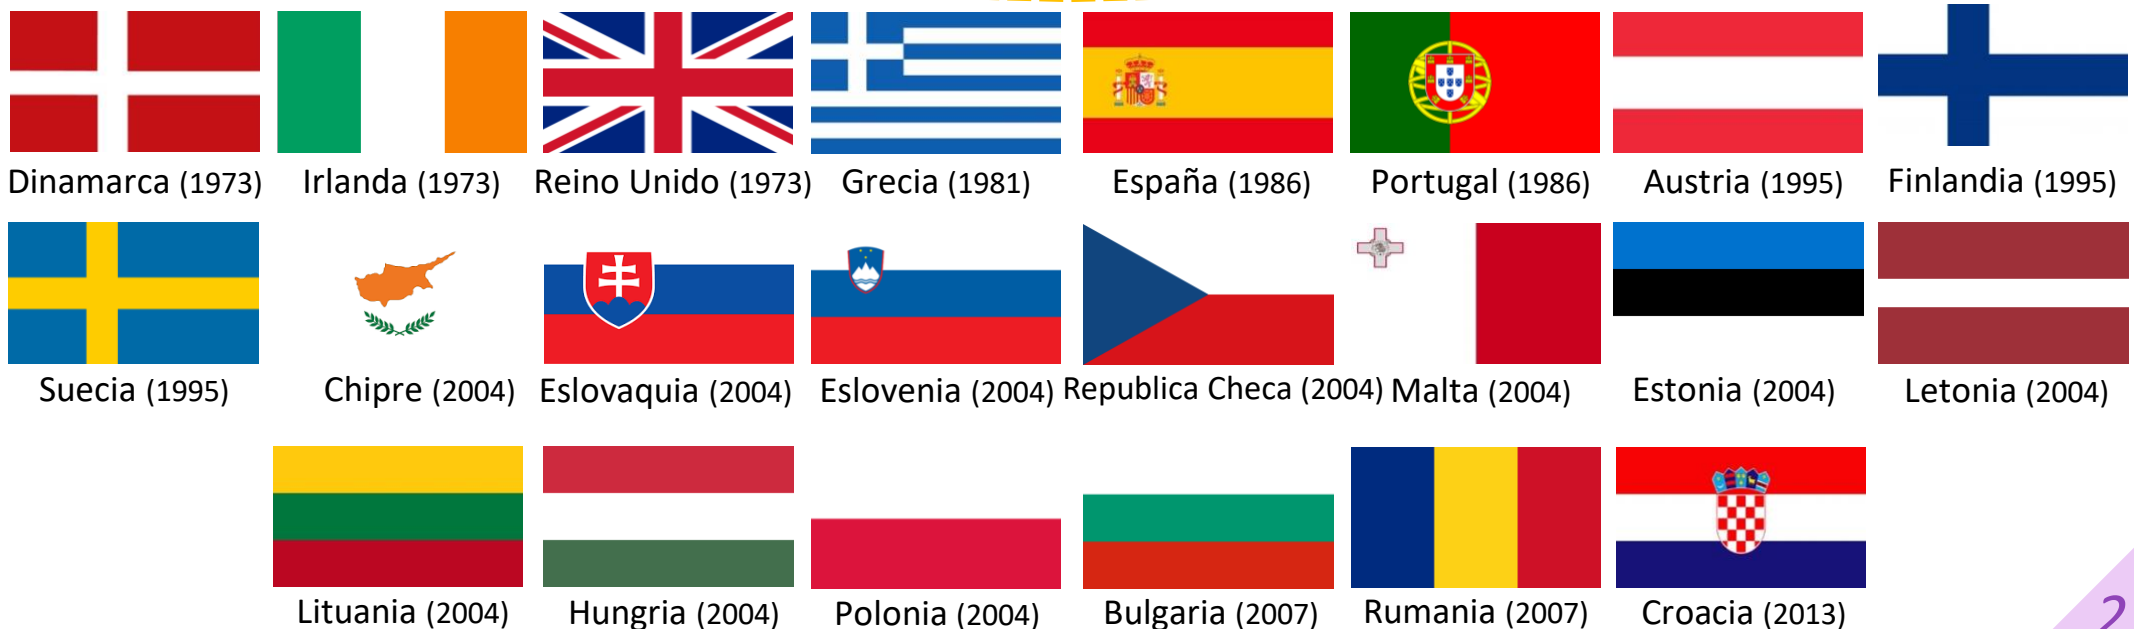 Dinamarca (1973) Irlanda (1973) Reino Unido (1973) Grecia (1981) España (1986) Portugal (1986) Austria (1995) Finlandia (1995)
Suecia (1995) Chipre (2004) Eslovaquia (2004) Eslovenia (2004) Republica Checa (2004) Malta (2004) Estonia (2004) Letonia (2004)
Lituania (2004) Hungria (2004) Polonia (2004) Bulgaria (2007) Rumania (2007) Croacia (2013)
2